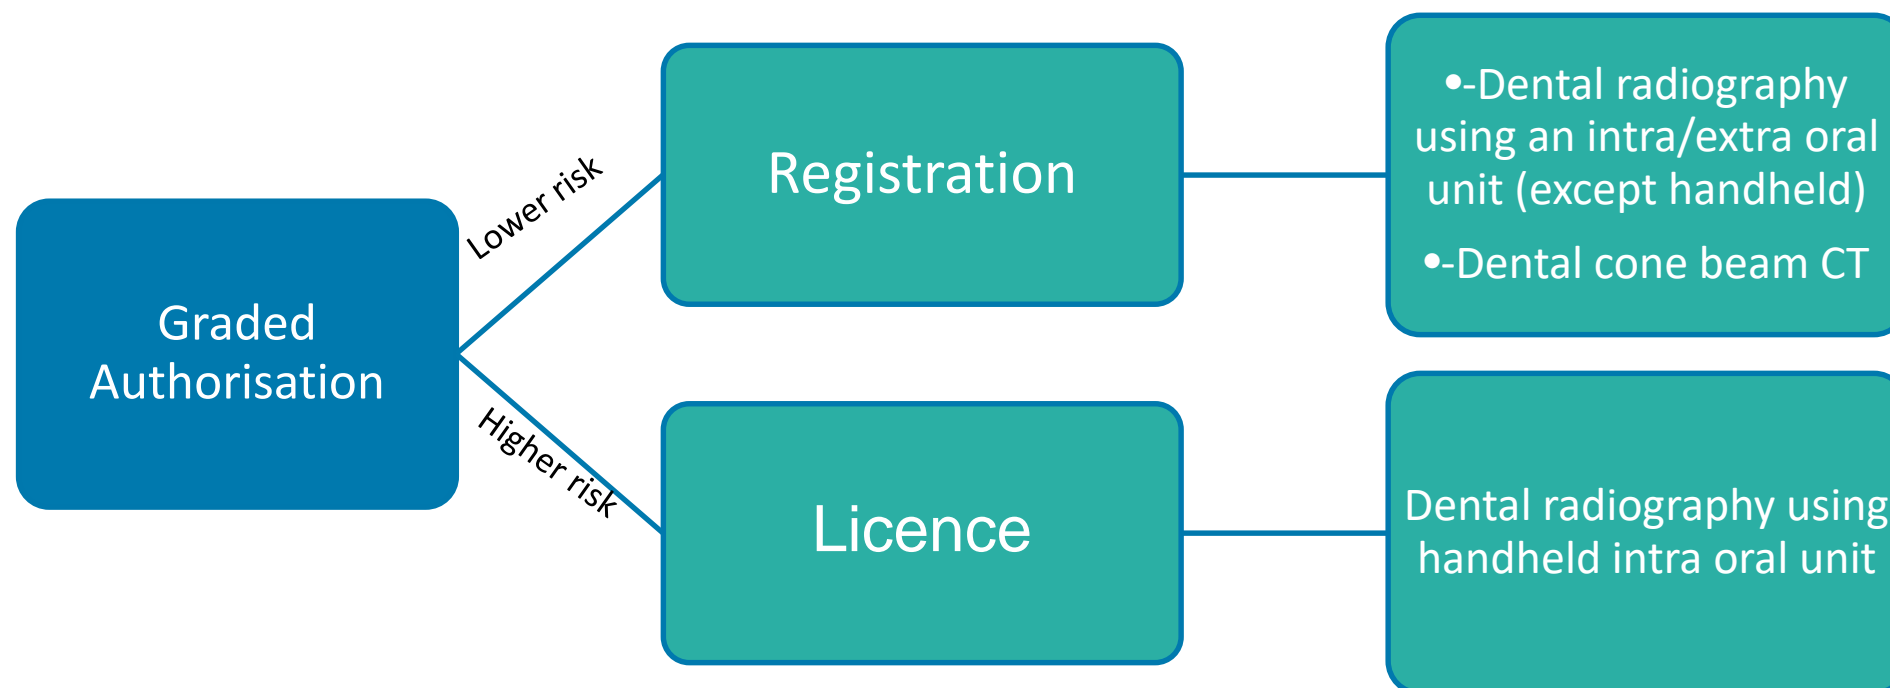 Graded
Authorisation
Lower risk
Higher risk
Registration
Licence
•-Dental radiography
using an intra/extra oral
unit (except handheld)
•-Dental cone beam CT
Dental radiography using
handheld intra oral unit